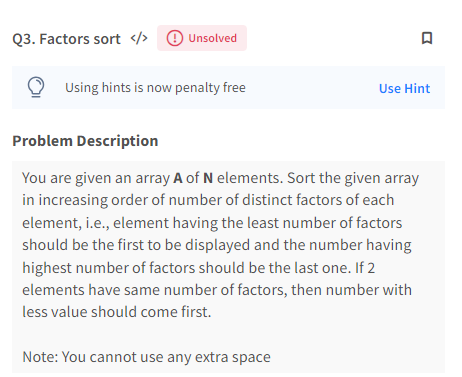 Q3. Factors sort </> Unsolved
Using hints is now penalty free Use Hint
Problem Description
You are given an array A of N elements. Sort the given array
in increasing order of number of distinct factors of each
element, i.e., element having the least number of factors
should be the first to be displayed and the number having
highest number of factors should be the last one. If 2
elements have same number of factors, then number with
less value should come first.
Note: You cannot use any extra space